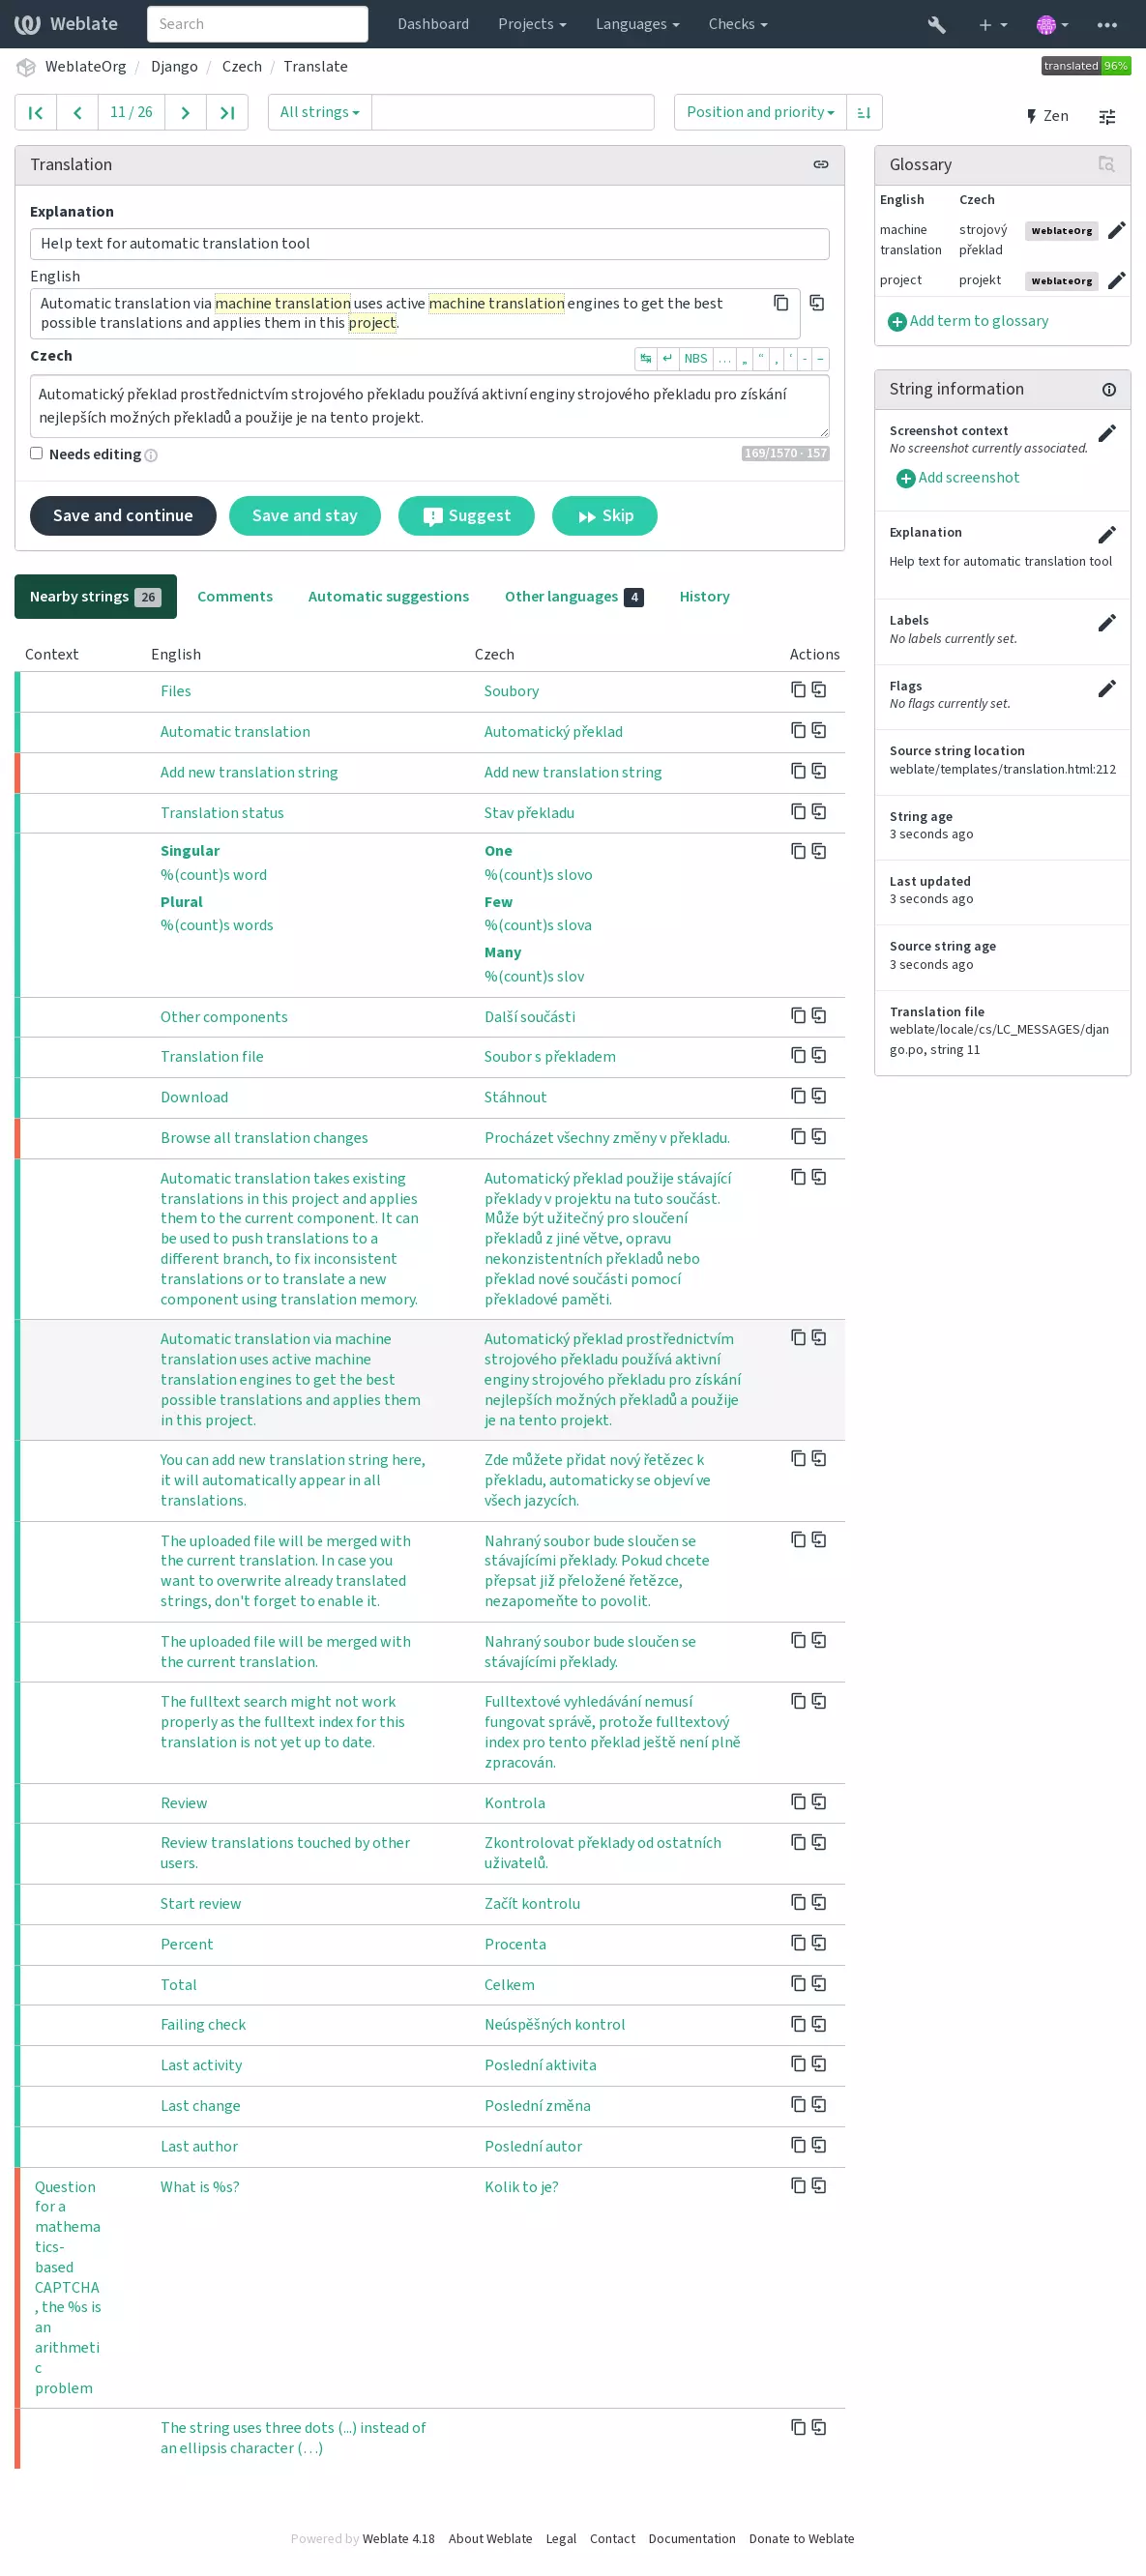 Weblate Search Dashboard Projects Languages Checks
WeblateOrg / Django / Czech / Translate
translated 96%
11 / 26 All strings Position and priority Zen
Translation
Explanation
Help text for automatic translation tool
English
Automatic translation via machine translation uses active machine translation engines to get the best
possible translations and applies them in this project.
Czech
NBS … „ “ ‚ ‘ - –
Automatický překlad prostřednictvím strojového překladu používá aktivní enginy strojového překladu pro získání
nejlepších možných překladů a použije je na tento projekt.
Needs editing
169/1570 · 157
Save and continue Save and stay Suggest Skip
Glossary
English Czech
machine strojový WeblateOrg
translation překlad
project projekt WeblateOrg
Add term to glossary
String information
Screenshot context
No screenshot currently associated.
Add screenshot
Explanation
Help text for automatic translation tool
Labels
No labels currently set.
Flags
No flags currently set.
Source string location
weblate/templates/translation.html:212
String age
3 seconds ago
Last updated
3 seconds ago
Source string age
3 seconds ago
Translation file
weblate/locale/cs/LC_MESSAGES/djan
go.po, string 11
Nearby strings 26 Comments Automatic suggestions Other languages 4 History
Context English Czech Actions
Files Soubory
Automatic translation Automatický překlad
Add new translation string Add new translation string
Translation status Stav překladu
Singular One
%(count)s word %(count)s slovo
Plural Few
%(count)s words %(count)s slova
Many
%(count)s slov
Other components Další součásti
Translation file Soubor s překladem
Download Stáhnout
Browse all translation changes Procházet všechny změny v překladu.
Automatic translation takes existing Automatický překlad použije stávající
translations in this project and applies překlady v projektu na tuto součást.
them to the current component. It can Může být užitečný pro sloučení
be used to push translations to a překladů z jiné větve, opravu
different branch, to fix inconsistent nekonzistentních překladů nebo
translations or to translate a new překlad nové součásti pomocí
component using translation memory. překladové paměti.
Automatic translation via machine Automatický překlad prostřednictvím
translation uses active machine strojového překladu používá aktivní
translation engines to get the best enginy strojového překladu pro získání
possible translations and applies them nejlepších možných překladů a použije
in this project. je na tento projekt.
You can add new translation string here, Zde můžete přidat nový řetězec k
it will automatically appear in all překladu, automaticky se objeví ve
translations. všech jazycích.
The uploaded file will be merged with Nahraný soubor bude sloučen se
the current translation. In case you stávajícími překlady. Pokud chcete
want to overwrite already translated přepsat již přeložené řetězce,
strings, don't forget to enable it. nezapomeňte to povolit.
The uploaded file will be merged with Nahraný soubor bude sloučen se
the current translation. stávajícími překlady.
The fulltext search might not work Fulltextové vyhledávání nemusí
properly as the fulltext index for this fungovat správě, protože fulltextový
translation is not yet up to date. index pro tento překlad ještě není plně
zpracován.
Review Kontrola
Review translations touched by other Zkontrolovat překlady od ostatních
users. uživatelů.
Start review Začít kontrolu
Percent Procenta
Total Celkem
Failing check Neúspěšných kontrol
Last activity Poslední aktivita
Last change Poslední změna
Last author Poslední autor
Question What is %s? Kolik to je?
for a
mathema
tics-
based
CAPTCHA
, the %s is
an
arithmeti
c
problem
The string uses three dots (...) instead of
an ellipsis character (…)
Powered by Weblate 4.18 About Weblate Legal Contact Documentation Donate to Weblate